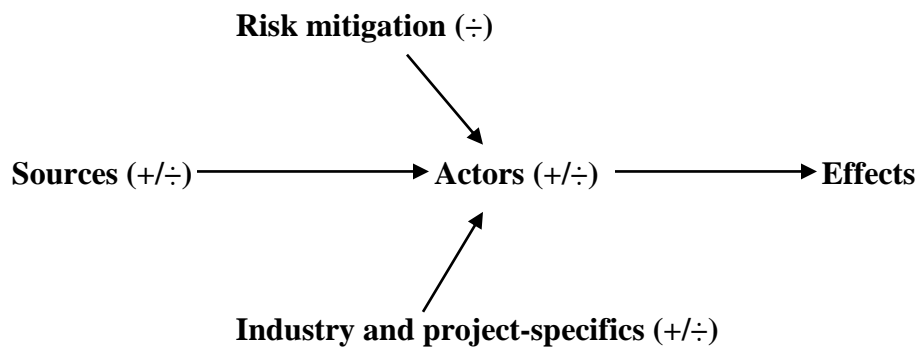 Risk mitigation (÷)
Sources (+/÷)
Actors (+/÷)
Effects
Industry and project-specifics (+/÷)